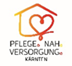 PFLEGE. NAH.
VERSORGUNG.
KÄRNTEN